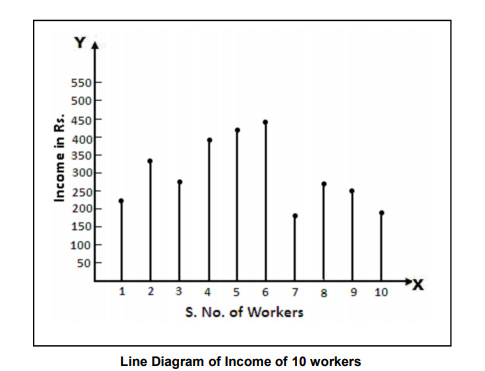 Y
550
500
450
400
350
300
250
200
150
100
50
Income in Rs.
1 2 3 4 5 6 7 8 9 10
X
S. No. of Workers
Line Diagram of Income of 10 workers